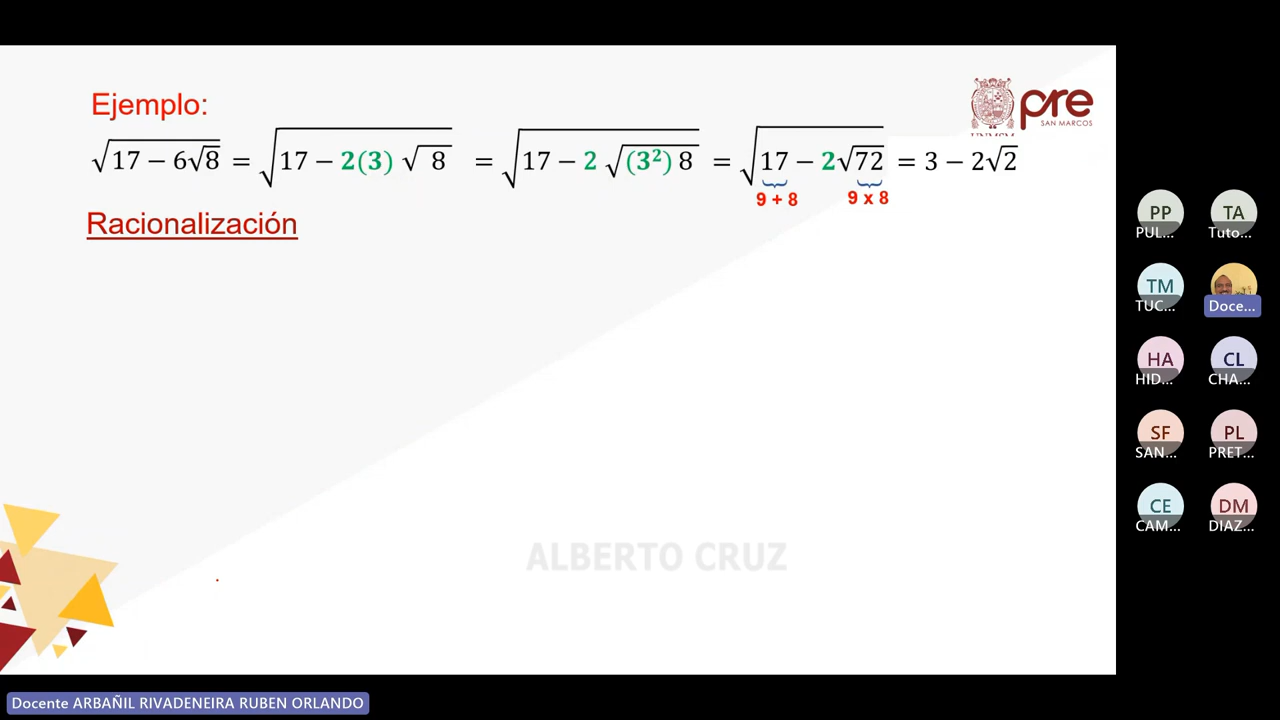 Ejemplo:
pre
SAN MARCOS
√(17 − 6√8) = √(17 − 2(3) √8) = √(17 − 2 √((3²) 8)) = √(17 − 2√72) = 3 − 2√2
9 + 8 9 x 8
Racionalización
ALBERTO CRUZ
PP TA
PUL... Tuto...
TM
TUC... Doce...
HA CL
HID... CHA...
SF PL
SAN... PRET...
CE DM
CAM... DIAZ...
Docente ARBAÑIL RIVADENEIRA RUBEN ORLANDO